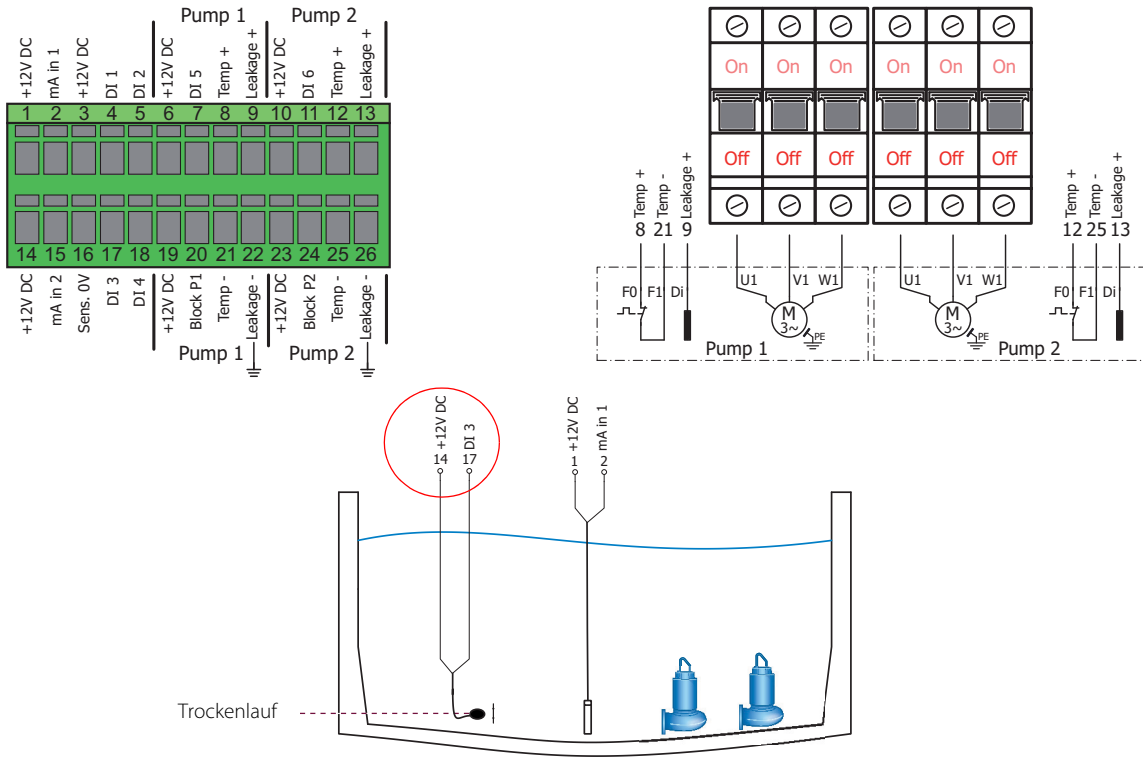 Pump 1
Pump 2
+12V DC
mA in 1
+12V DC
DI 1
DI 2
+12V DC
DI 5
Temp +
Leakage +
+12V DC
DI 6
Temp +
Leakage +
1 2 3 4 5 6 7 8 9 10 11 12 13
14 15 16 17 18 19 20 21 22 23 24 25 26
+12V DC
mA in 2
Sens. 0V
DI 3
DI 4
+12V DC
Block P1
Temp -
Leakage -
+12V DC
Block P2
Temp -
Leakage -
Pump 1
Pump 2
On On On On On On
Off Off Off Off Off Off
8 Temp +
21 Temp -
9 Leakage +
12 Temp +
25 Temp -
13 Leakage +
F0 F1 Di
U1 V1 W1
M
3~
PE
Pump 1
U1 V1 W1
M
3~
PE
F0 F1 Di
Pump 2
14 +12V DC
17 DI 3
1 +12V DC
2 mA in 1
Trockenlauf